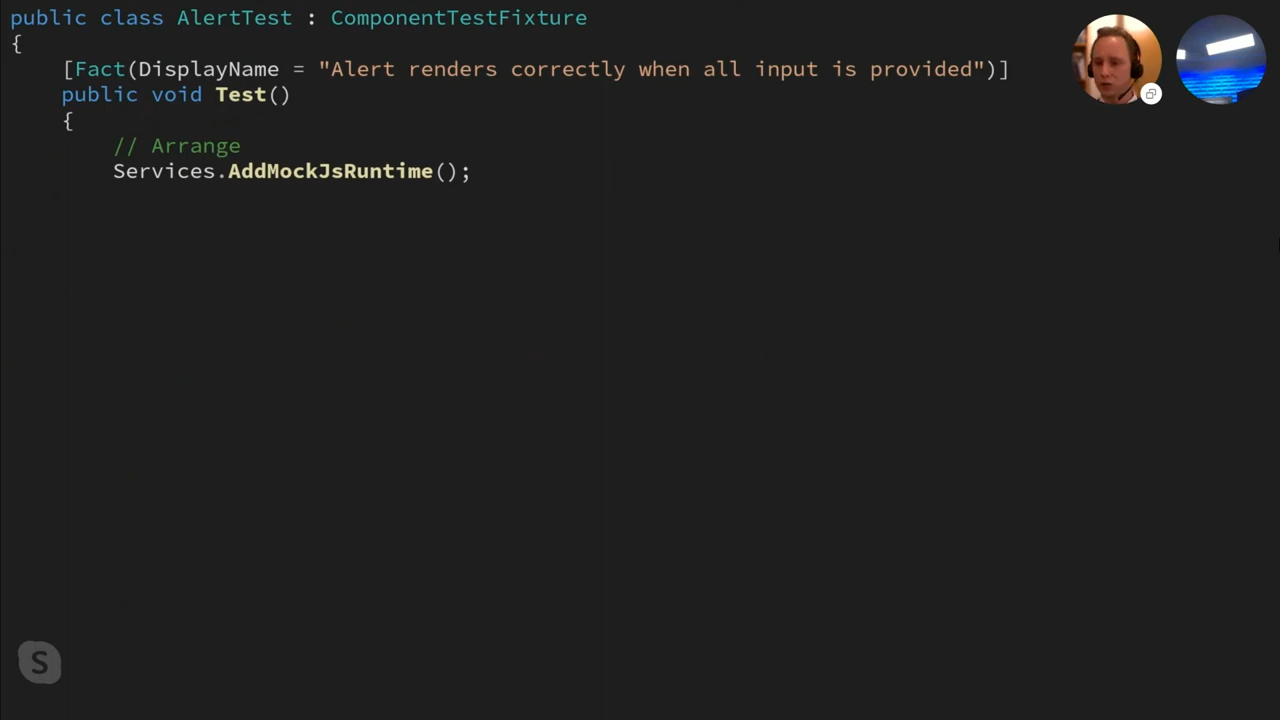 public class AlertTest : ComponentTestFixture
{
[Fact(DisplayName = "Alert renders correctly when all input is provided")]
public void Test()
{
// Arrange
Services.AddMockJsRuntime();
S